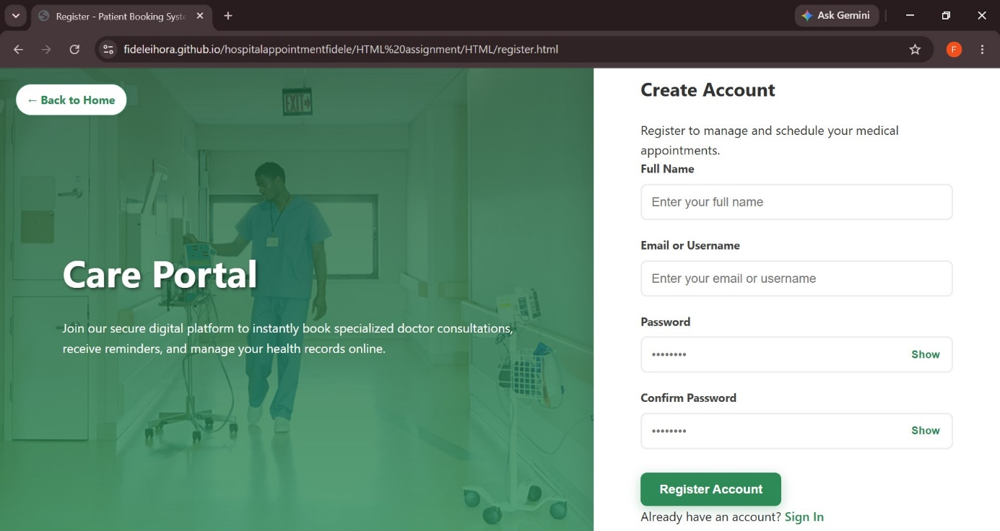 Register - Patient Booking Syste
Ask Gemini
fideleihora.github.io/hospitalappointmentfidele/HTML%20assignment/HTML/register.html
F
← Back to Home
EXIT
Care Portal
Join our secure digital platform to instantly book specialized doctor consultations,
receive reminders, and manage your health records online.
Create Account
Register to manage and schedule your medical
appointments.
Full Name
Enter your full name
Email or Username
Enter your email or username
Password
••••••••
Show
Confirm Password
••••••••
Show
Register Account
Already have an account? Sign In